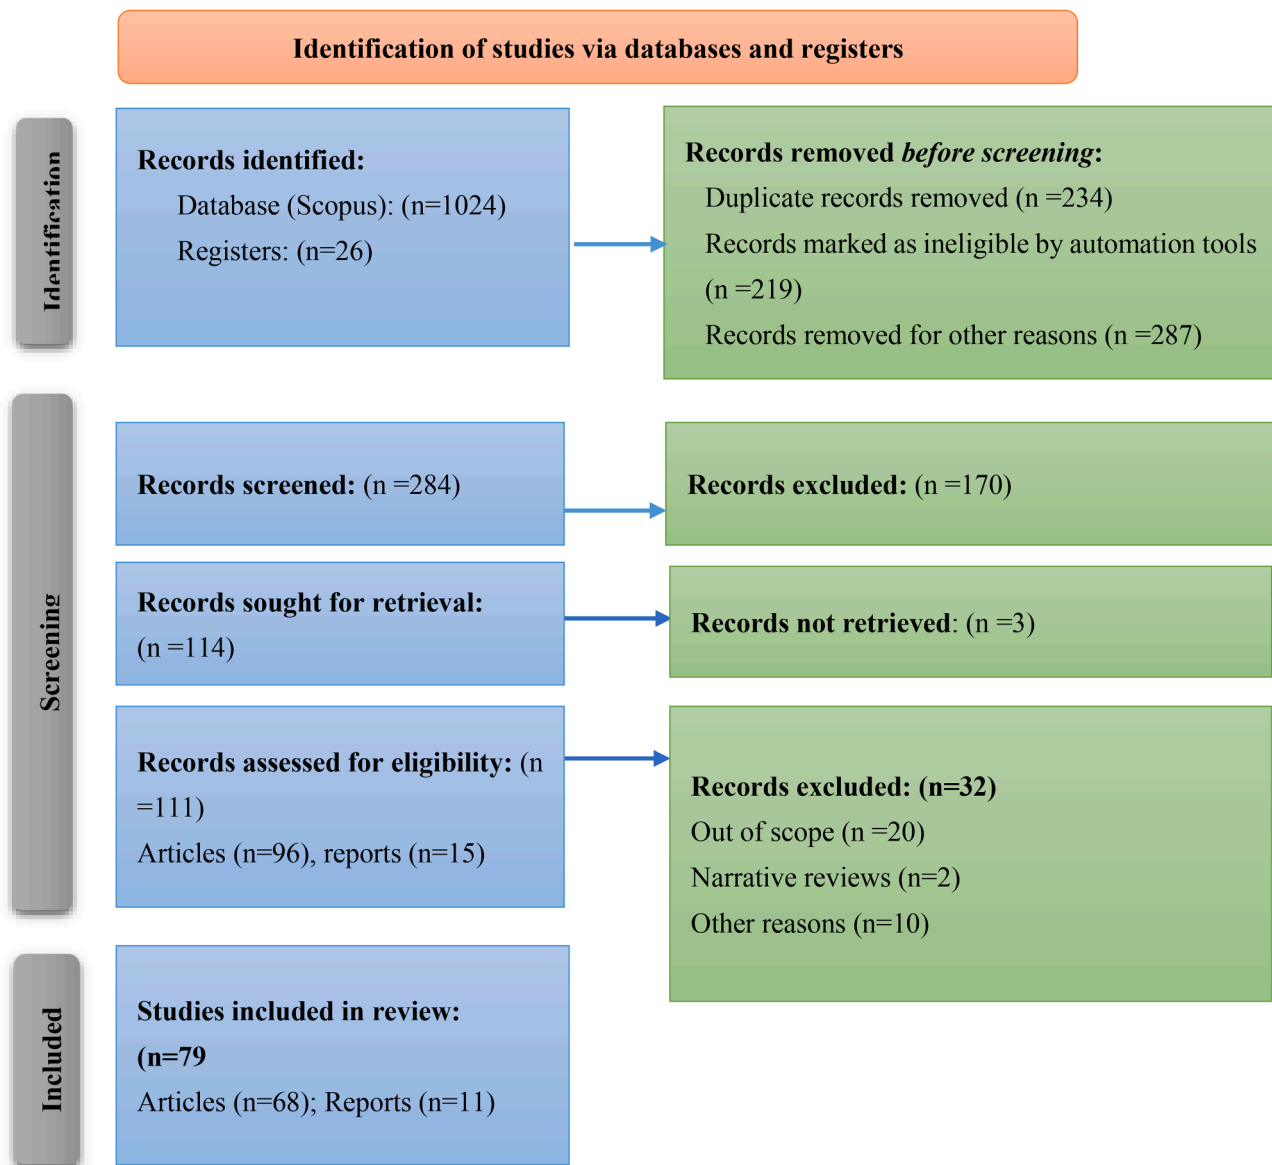 Identification of studies via databases and registers
Identification
Records identified:
Database (Scopus): (n=1024)
Registers: (n=26)
Records removed before screening:
Duplicate records removed (n =234)
Records marked as ineligible by automation tools
(n =219)
Records removed for other reasons (n =287)
Screening
Records screened: (n =284)
Records excluded: (n =170)
Records sought for retrieval:
(n =114)
Records not retrieved: (n =3)
Records assessed for eligibility: (n
=111)
Articles (n=96), reports (n=15)
Records excluded: (n=32)
Out of scope (n =20)
Narrative reviews (n=2)
Other reasons (n=10)
Included
Studies included in review:
(n=79
Articles (n=68); Reports (n=11)